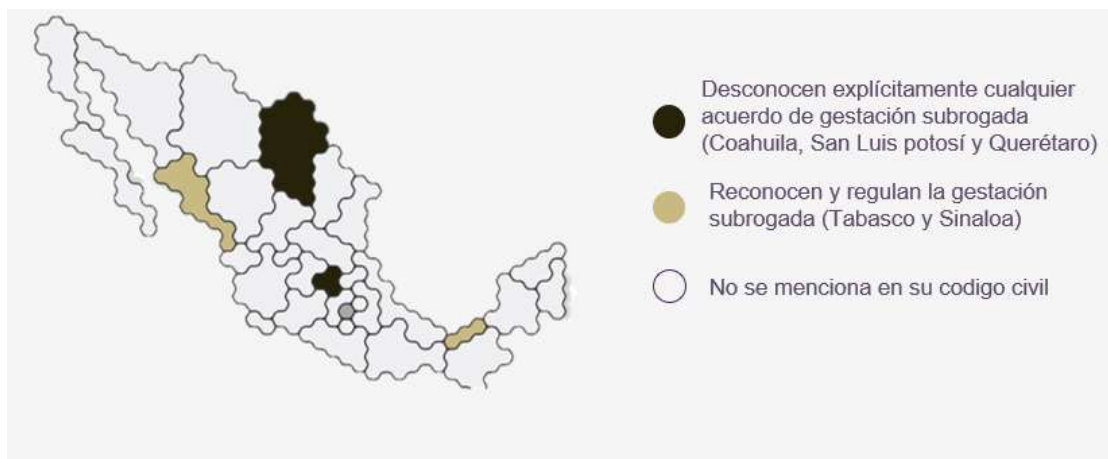 Desconocen explícitamente cualquier
acuerdo de gestación subrogada
(Coahuila, San Luis potosí y Querétaro)
Reconocen y regulan la gestación
subrogada (Tabasco y Sinaloa)
No se menciona en su codigo civil